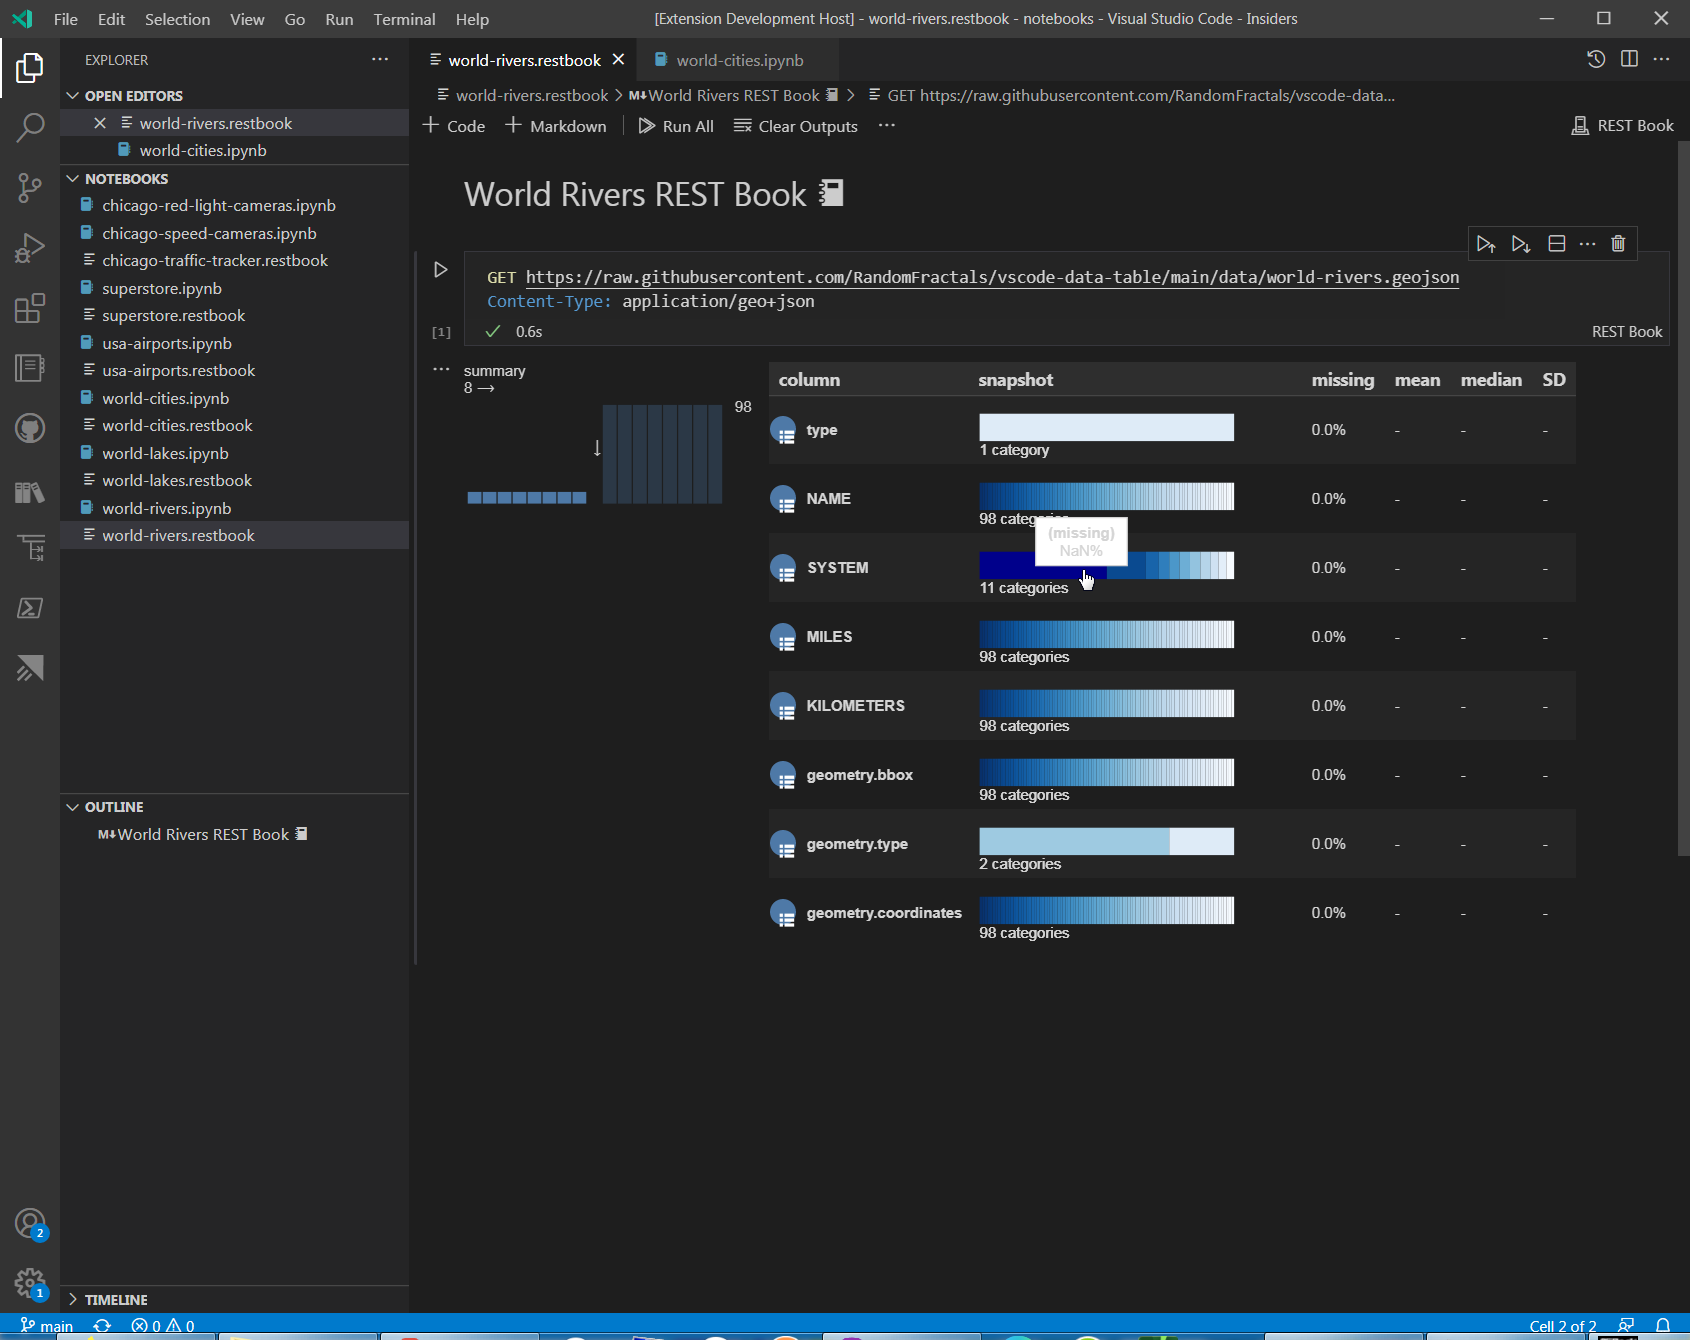 File Edit Selection View Go Run Terminal Help
[Extension Development Host] - world-rivers.restbook - notebooks - Visual Studio Code - Insiders
EXPLORER
OPEN EDITORS
world-rivers.restbook
world-cities.ipynb
NOTEBOOKS
chicago-red-light-cameras.ipynb
chicago-speed-cameras.ipynb
chicago-traffic-tracker.restbook
superstore.ipynb
superstore.restbook
usa-airports.ipynb
usa-airports.restbook
world-cities.ipynb
world-cities.restbook
world-lakes.ipynb
world-lakes.restbook
world-rivers.ipynb
world-rivers.restbook
OUTLINE
World Rivers REST Book
TIMELINE
2
1
world-rivers.restbook
world-cities.ipynb
world-rivers.restbook > World Rivers REST Book > GET https://raw.githubusercontent.com/RandomFractals/vscode-data...
+ Code + Markdown Run All Clear Outputs ...
REST Book
World Rivers REST Book
GET https://raw.githubusercontent.com/RandomFractals/vscode-data-table/main/data/world-rivers.geojson
Content-Type: application/geo+json
[1] 0.6s
REST Book
summary
8 →
98
column snapshot missing mean median SD
type 0.0% - - -
1 category
NAME 0.0% - - -
98 categ
(missing)
NaN%
SYSTEM 0.0% - - -
11 categories
MILES 0.0% - - -
98 categories
KILOMETERS 0.0% - - -
98 categories
geometry.bbox 0.0% - - -
98 categories
geometry.type 0.0% - - -
2 categories
geometry.coordinates 0.0% - - -
98 categories
main 0 0
Cell 2 of 2